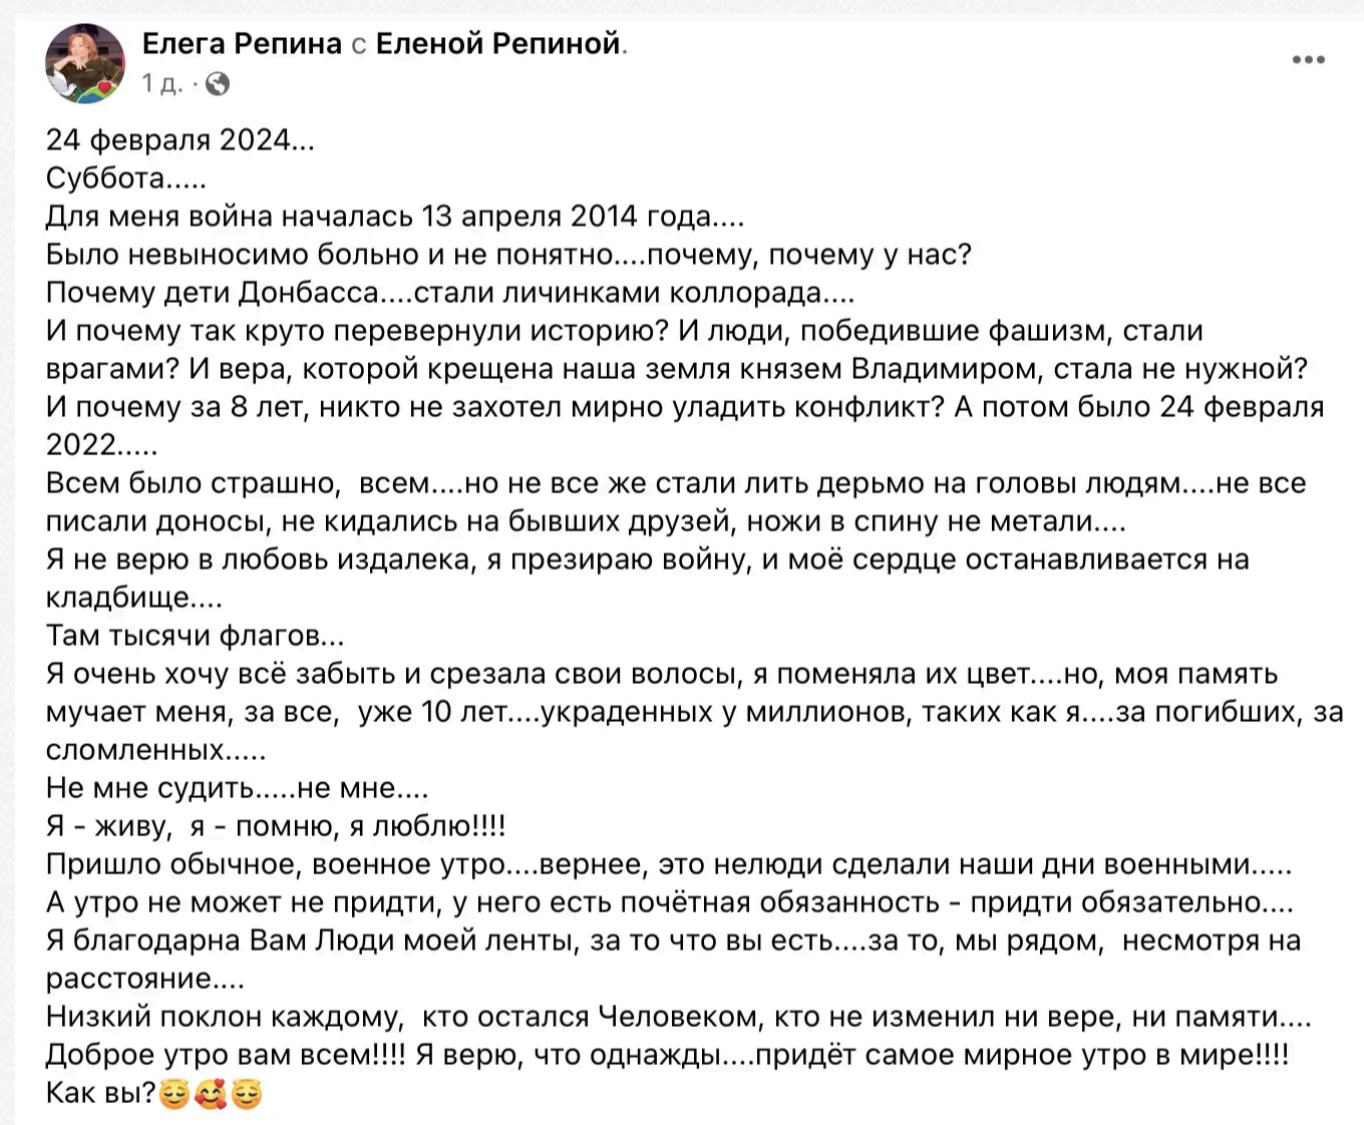 Елега Репина с Еленой Репиной.
1 д. ·
24 февраля 2024...
Суббота.....
Для меня война началась 13 апреля 2014 года....
Было невыносимо больно и не понятно....почему, почему у нас?
Почему дети Донбасса....стали личинками коллорада....
И почему так круто перевернули историю? И люди, победившие фашизм, стали
врагами? И вера, которой крещена наша земля князем Владимиром, стала не нужной?
И почему за 8 лет, никто не захотел мирно уладить конфликт? А потом было 24 февраля
2022.....
Всем было страшно,  всем....но не все же стали лить дерьмо на головы людям....не все
писали доносы, не кидались на бывших друзей, ножи в спину не метали....
Я не верю в любовь издалека, я презираю войну, и моё сердце останавливается на
кладбище....
Там тысячи флагов...
Я очень хочу всё забыть и срезала свои волосы, я поменяла их цвет....но, моя память
мучает меня, за все,  уже 10 лет....украденных у миллионов, таких как я....за погибших, за
сломленных.....
Не мне судить.....не мне....
Я - живу,  я - помню, я люблю!!!!
Пришло обычное, военное утро....вернее, это нелюди сделали наши дни военными.....
А утро не может не придти, у него есть почётная обязанность - придти обязательно....
Я благодарна Вам Люди моей ленты, за то что вы есть....за то, мы рядом,  несмотря на
расстояние....
Низкий поклон каждому,  кто остался Человеком, кто не изменил ни вере, ни памяти....
Доброе утро вам всем!!!! Я верю, что однажды....придёт самое мирное утро в мире!!!!
Как вы?😌🥰😌